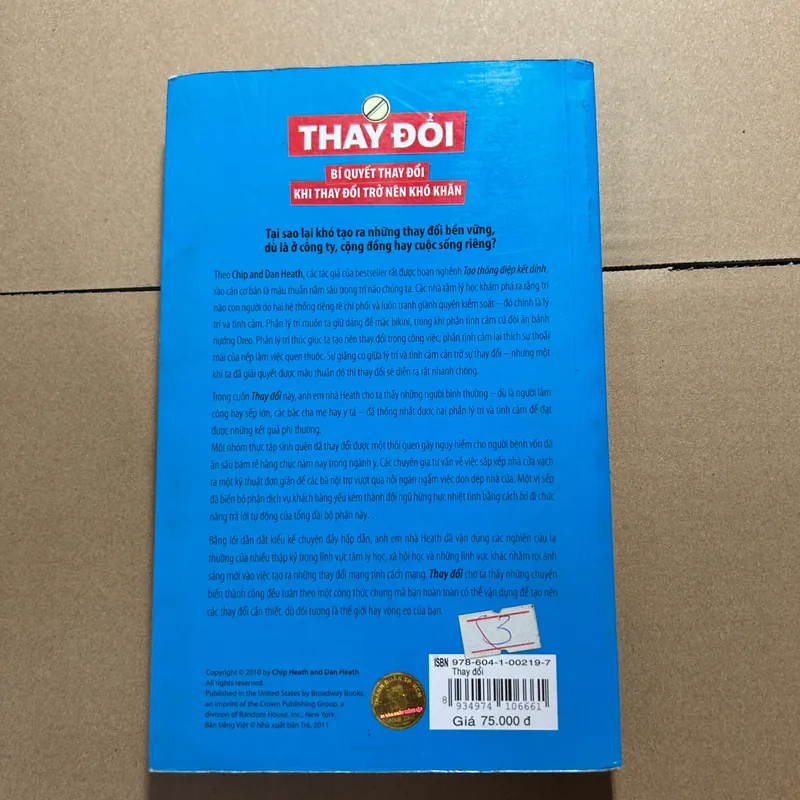 THAY ĐỔI
BÍ QUYẾT THAY ĐỔI
KHI THAY ĐỔI TRỞ NÊN KHÓ KHĂN
Tại sao lại khó tạo ra những thay đổi bền vững,
dù là ở công ty, cộng đồng hay cuộc sống riêng?
Theo Chip and Dan Heath, các tác giả của bestseller rất được hoan nghênh Tạo thông điệp kết dính,
rào cản cơ bản là mâu thuẫn nằm sâu trong trí não chúng ta. Các nhà tâm lý học khám phá ra rằng trí
não con người do hai hệ thống riêng rẽ chi phối và luôn tranh giành quyền kiểm soát – đó chính là lý
trí và tình cảm. Phần lý trí muốn ta giữ dáng để mặc bikini, trong khi phần tình cảm cứ đòi ăn bánh
nướng Oreo. Phần lý trí thúc giục ta tạo nên thay đổi trong công việc; phần tình cảm lại thích sự thoải
mái của nếp làm việc quen thuộc. Sự giằng co giữa lý trí và tình cảm cản trở sự thay đổi – nhưng một
khi ta đã giải quyết được mâu thuẫn đó thì thay đổi sẽ diễn ra rất nhanh chóng.
Trong cuốn Thay đổi này, anh em nhà Heath cho ta thấy những người bình thường – dù là người làm
công hay sếp lớn, các bậc cha mẹ hay y tá – đã thống nhất được hai phần lý trí và tình cảm để đạt
được những kết quả phi thường.
Một nhóm thực tập sinh quèn đã thay đổi được một thói quen gây nguy hiểm cho người bệnh vốn đã
ăn sâu bám rễ hàng chục năm nay trong ngành y. Các chuyên gia tư vấn về việc sắp xếp nhà cửa vạch
ra một kỹ thuật đơn giản để các bà nội trợ vượt qua nỗi ngán ngẩm việc dọn dẹp nhà cửa. Một vị sếp
đã biến bộ phận dịch vụ khách hàng yếu kém thành đội ngũ hừng hực nhiệt tình bằng cách bỏ đi chức
năng trả lời tự động của tổng đài bộ phận này. . .
Bằng lối dẫn dắt kiểu kể chuyện đầy hấp dẫn, anh em nhà Heath đã vận dụng các nghiên cứu lạ
thường của nhiều thập kỷ trong lĩnh vực tâm lý học, xã hội học và những lĩnh vực khác nhằm rọi ánh
sáng mới vào việc tạo ra những thay đổi mang tính cách mạng. Thay đổi cho ta thấy những chuyển
biến thành công đều tuân theo một công thức chung mà bạn hoàn toàn có thể vận dụng để tạo nên
các thay đổi cần thiết, dù đối tượng là thế giới hay vòng eo của bạn.
3
Copyright © 2010 by Chip Heath and Dan Heath
All rights reserved.
Published in the United States by Broadway Books,
an imprint of the Crown Publishing Group, a
division of Random House, Inc., New York
Bản tiếng Việt © Nhà xuất bản Trẻ, 2011
ISBN 978-604-1-00219-7
Thay đổi
8 934974 106661
Giá 75.000 đ